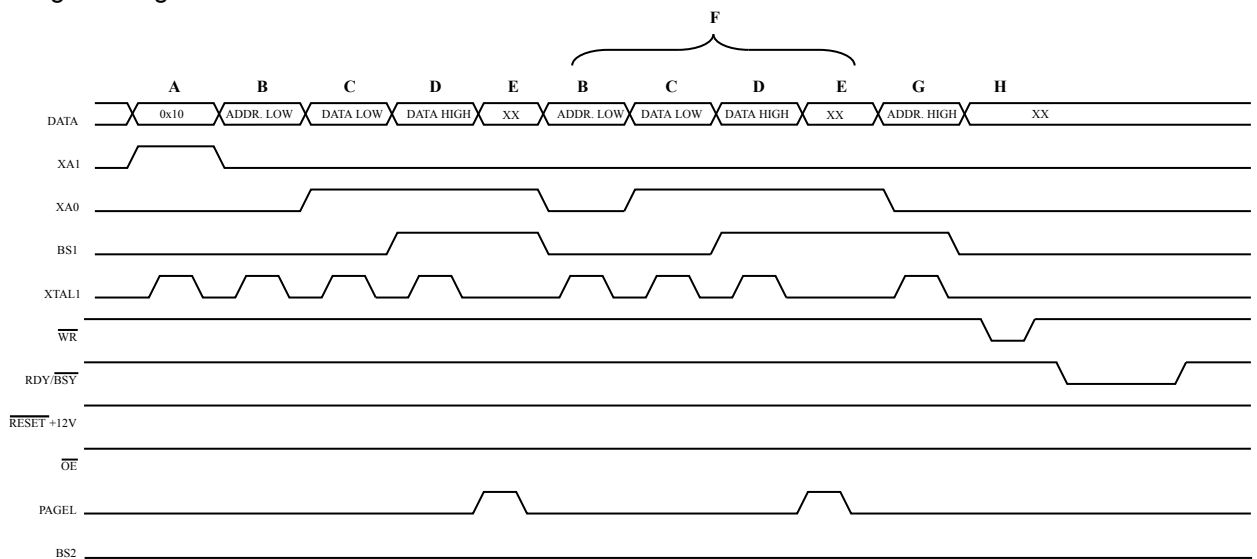 F
A B C D E B C D E G H
DATA 0x10 ADDR. LOW DATA LOW DATA HIGH XX ADDR. LOW DATA LOW DATA HIGH XX ADDR. HIGH XX
XA1
XA0
BS1
XTAL1
WR
RDY/BSY
RESET +12V
OE
PAGEL
BS2